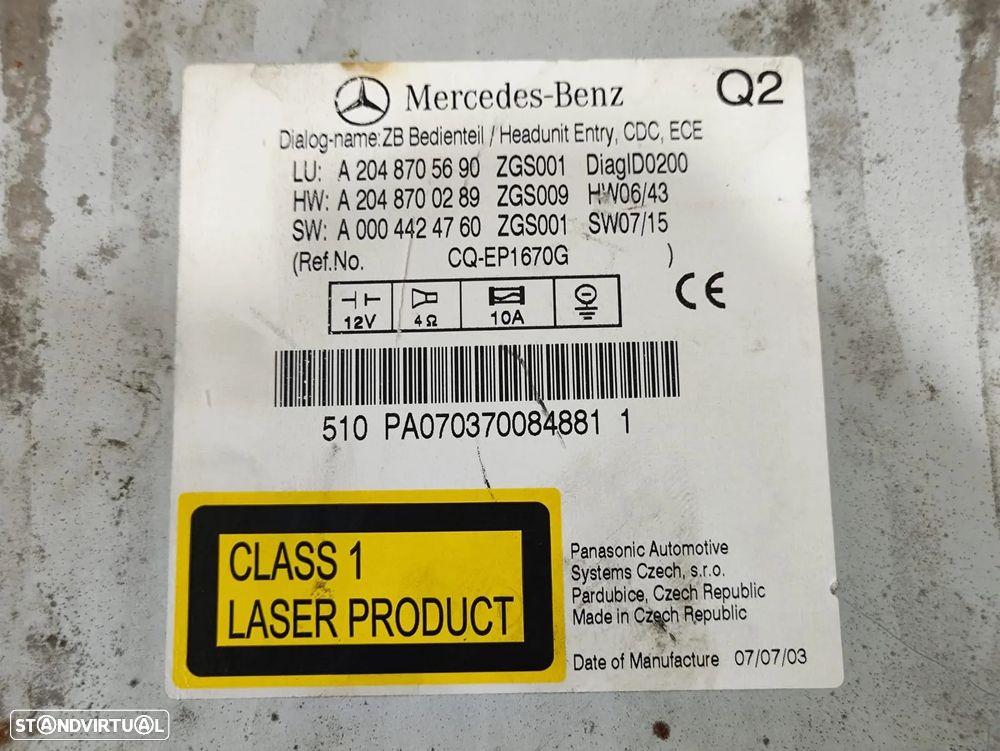 Mercedes-Benz Q2
Dialog-name: ZB Bedienteil / Headunit Entry, CDC, ECE
LU: A 204 870 56 90 ZGS001 DiagID0200
HW: A 204 870 02 89 ZGS009 HW06/43
SW: A 000 442 47 60 ZGS001 SW07/15
(Ref.No. CQ-EP1670G )
12V 4Ω 10A
CE
510 PA070370084881 1
CLASS 1
LASER PRODUCT
Panasonic Automotive
Systems Czech, s.r.o.
Pardubice, Czech Republic
Made in Czech Republic
Date of Manufacture 07/07/03
STANDVIRTUAL